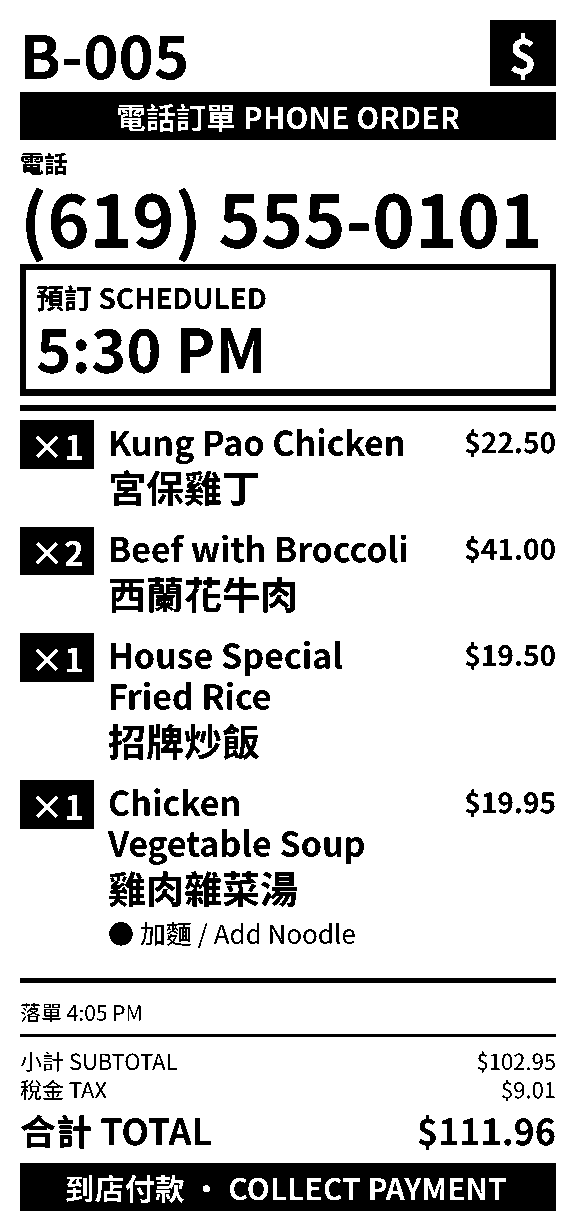 B-005
$
電話訂單 PHONE ORDER
電話
(619) 555-0101
預訂 SCHEDULED
5:30 PM
×1 Kung Pao Chicken $22.50
宮保雞丁
×2 Beef with Broccoli $41.00
西蘭花牛肉
×1 House Special $19.50
Fried Rice
招牌炒飯
×1 Chicken $19.95
Vegetable Soup
雞肉雜菜湯
● 加麵 / Add Noodle
落單 4:05 PM
小計 SUBTOTAL $102.95
稅金 TAX $9.01
合計 TOTAL $111.96
到店付款 · COLLECT PAYMENT